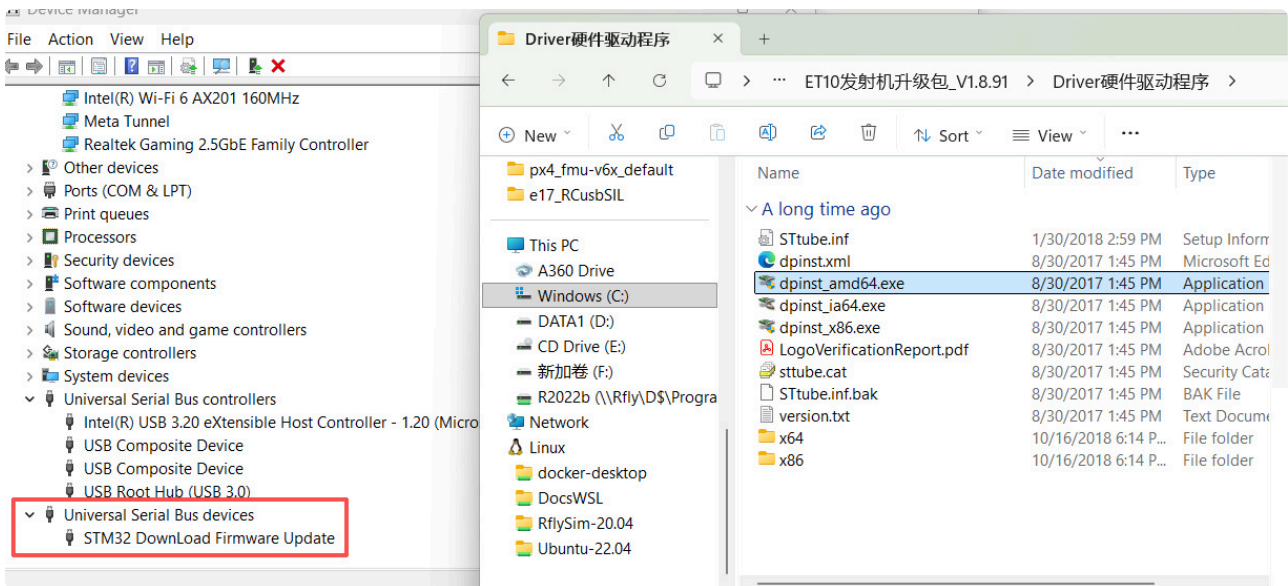 Device Manager
File Action View Help
Intel(R) Wi-Fi 6 AX201 160MHz
Meta Tunnel
Realtek Gaming 2.5GbE Family Controller
Other devices
Ports (COM & LPT)
Print queues
Processors
Security devices
Software components
Software devices
Sound, video and game controllers
Storage controllers
System devices
Universal Serial Bus controllers
Intel(R) USB 3.20 eXtensible Host Controller - 1.20 (Micro
USB Composite Device
USB Composite Device
USB Root Hub (USB 3.0)
Universal Serial Bus devices
STM32 DownLoad Firmware Update
Driver硬件驱动程序
ET10发射机升级包_V1.8.91 > Driver硬件驱动程序 >
New Sort View
px4_fmu-v6x_default
e17_RCusbSIL
This PC
A360 Drive
Windows (C:)
DATA1 (D:)
CD Drive (E:)
新加卷 (F:)
R2022b (\\Rfly\D$\Progra
Network
Linux
docker-desktop
DocsWSL
RflySim-20.04
Ubuntu-22.04
Name Date modified Type
A long time ago
STtube.inf 1/30/2018 2:59 PM Setup Inform
dpinst.xml 8/30/2017 1:45 PM Microsoft Ed
dpinst_amd64.exe 8/30/2017 1:45 PM Application
dpinst_ia64.exe 8/30/2017 1:45 PM Application
dpinst_x86.exe 8/30/2017 1:45 PM Application
LogoVerificationReport.pdf 8/30/2017 1:45 PM Adobe Acrol
sttube.cat 8/30/2017 1:45 PM Security Cata
STtube.inf.bak 8/30/2017 1:45 PM BAK File
version.txt 8/30/2017 1:45 PM Text Docume
x64 10/16/2018 6:14 P... File folder
x86 10/16/2018 6:14 P... File folder